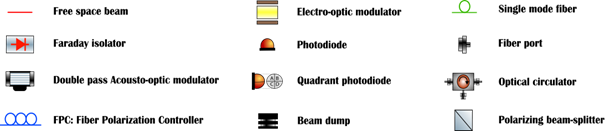 Free space beam
Electro-optic modulator
Single mode fiber
Faraday isolator
Photodiode
Fiber port
Double pass Acousto-optic modulator
Quadrant photodiode
Optical circulator
FPC: Fiber Polarization Controller
Beam dump
Polarizing beam-splitter